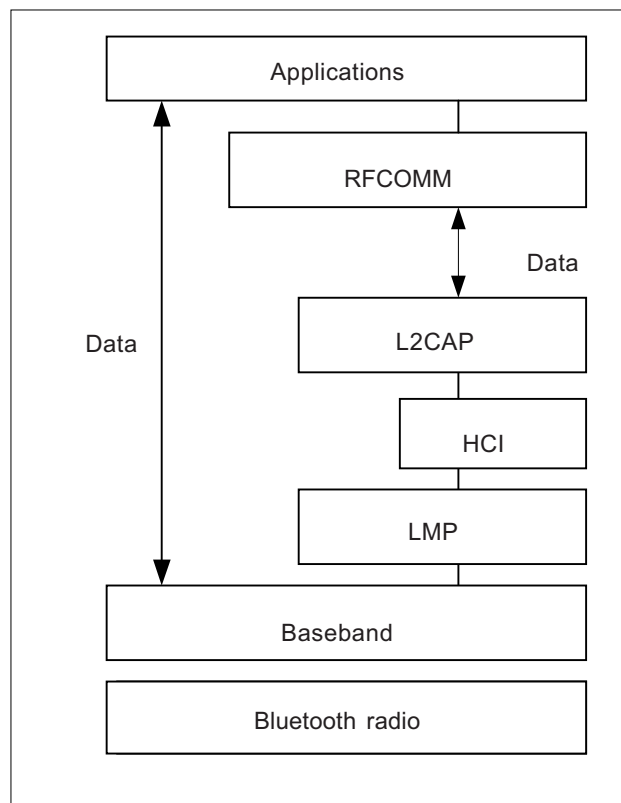 Applications
RFCOMM
Data
Data
L2CAP
HCI
LMP
Baseband
Bluetooth radio